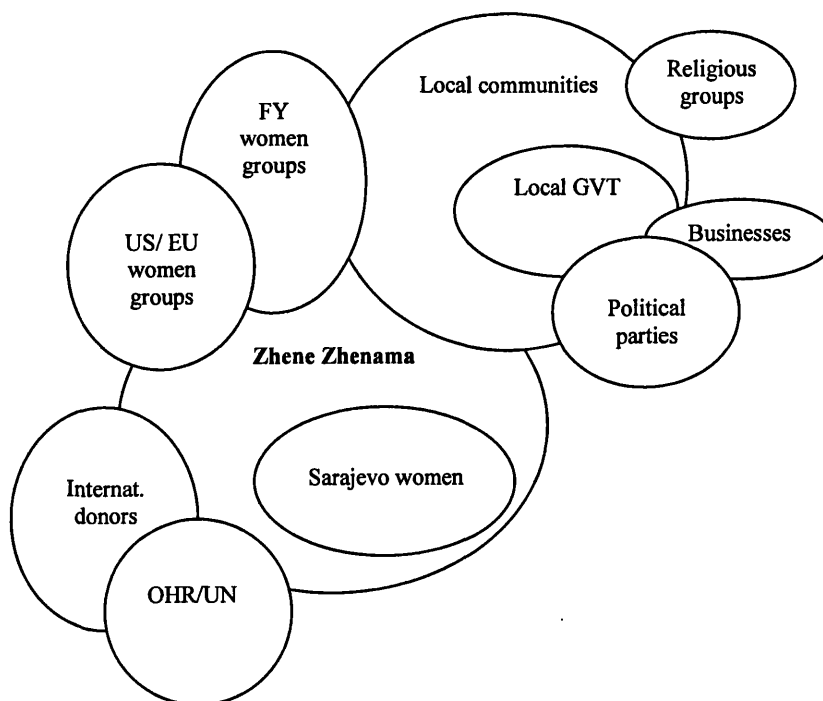 Local communities
Religious
groups
FY
women
groups
Local GVT
US/ EU
women
groups
Businesses
Political
parties
Zhene Zhenama
Sarajevo women
Internat.
donors
OHR/UN